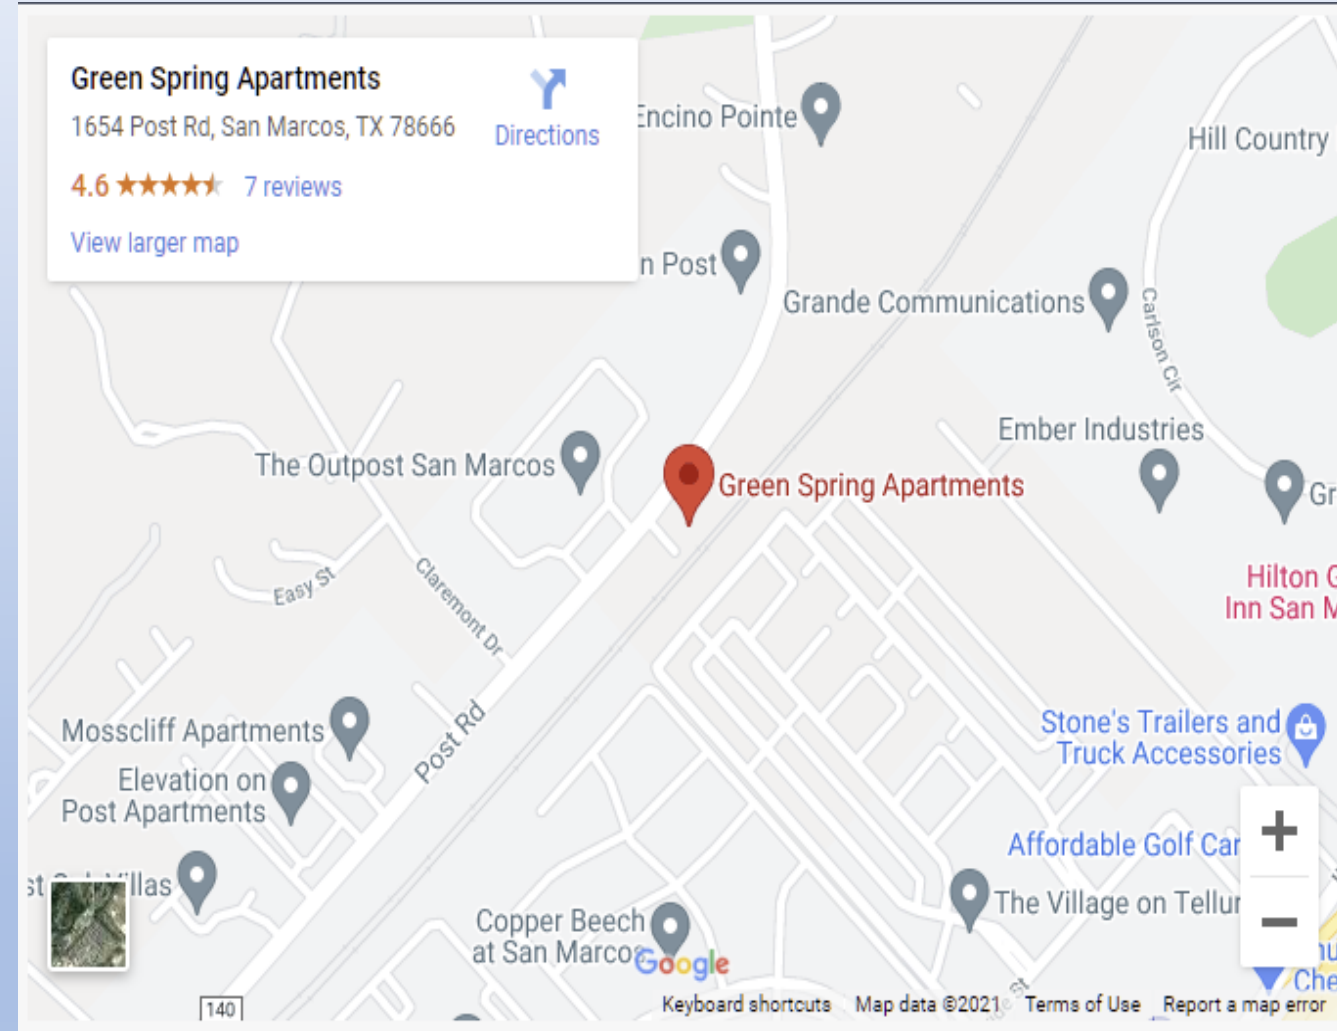 Green Spring Apartments
1654 Post Rd, San Marcos, TX 78666
Directions
4.6
7 reviews
View larger map
Encino Pointe
Hill Country
n Post
Grande Communications
Carlson Cir
Ember Industries
The Outpost San Marcos
Green Spring Apartments
Gr
Easy St
Claremont Dr
Hilton G
Inn San M
Post Rd
Mosscliff Apartments
Elevation on
Post Apartments
Stone's Trailers and
Truck Accessories
Affordable Golf Car
The Village on Tellur
Copper Beech
at San Marcos
Google
Che
140
Keyboard shortcuts
Map data ©2021
Terms of Use
Report a map error